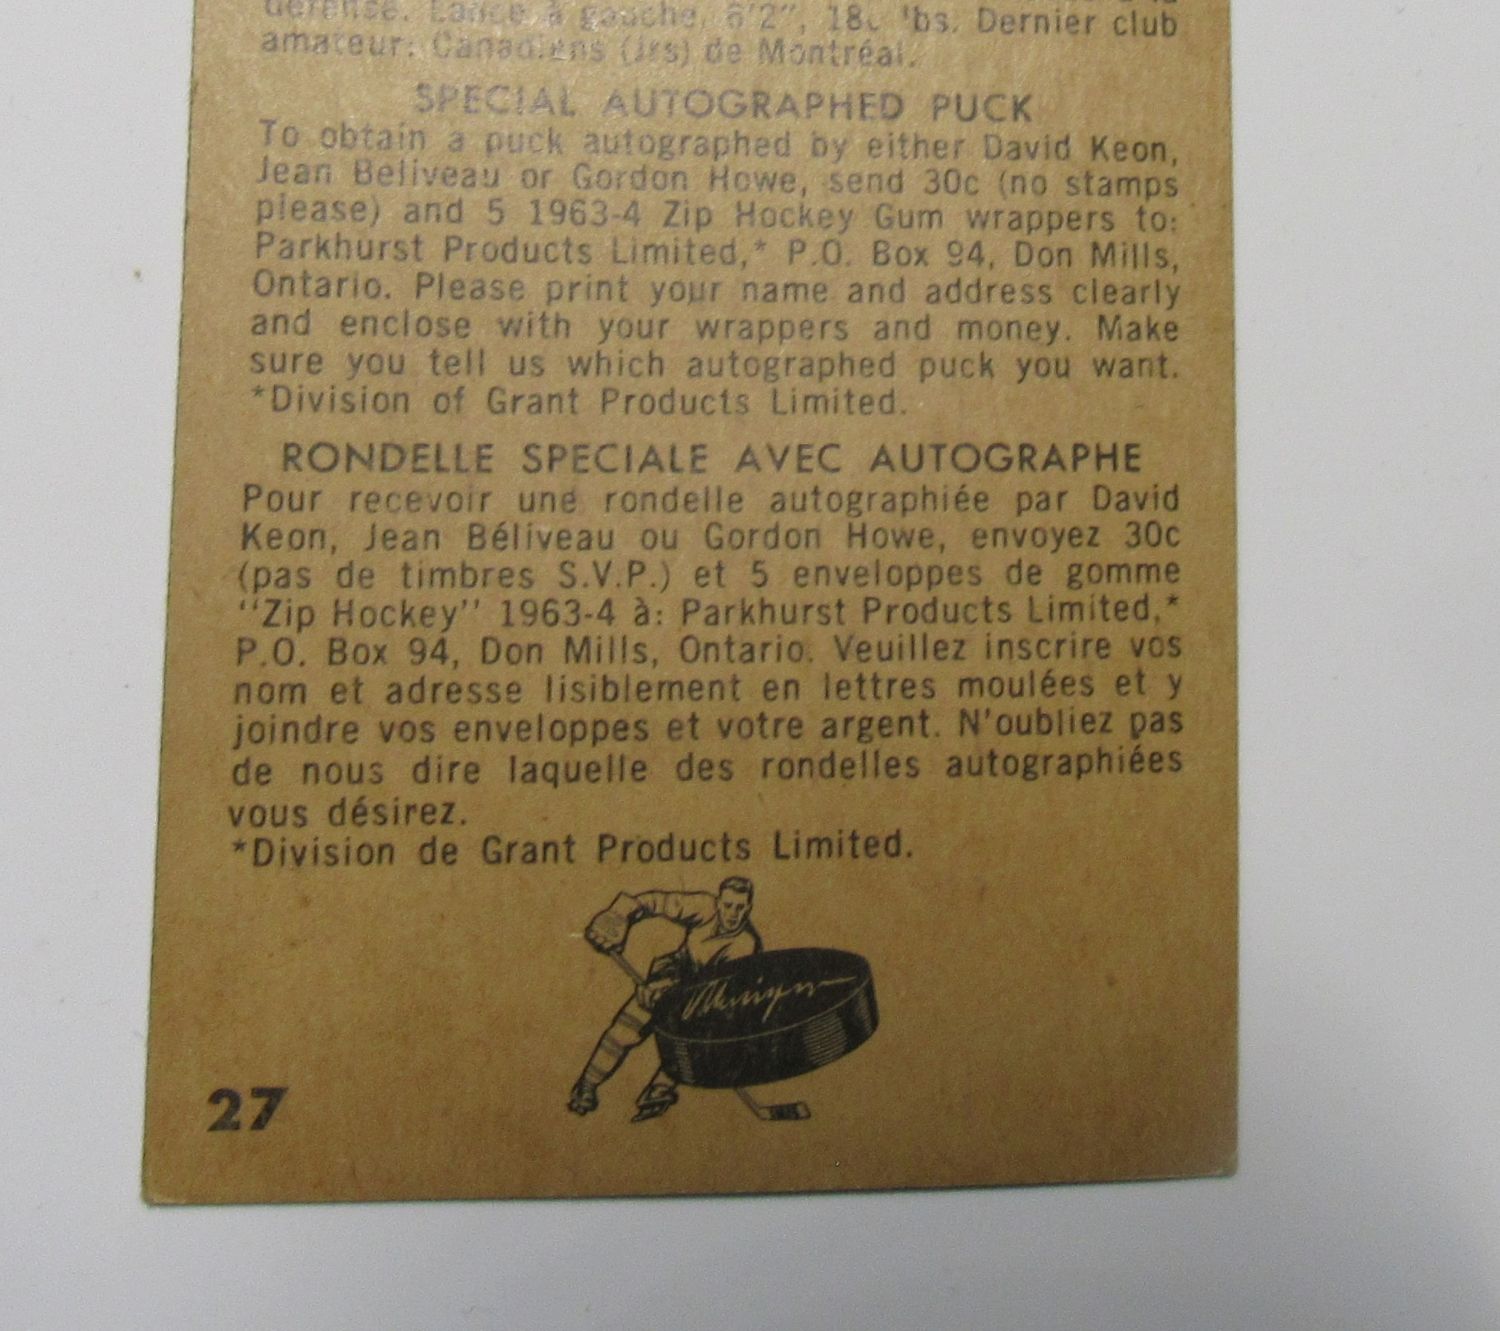 défense. Lance à gauche, 6'2", lbs. Dernier club
amateur: Canadiens (Jrs) de Montréal.
SPECIAL AUTOGRAPHED PUCK
To obtain a puck autographed by either David Keon,
Jean Beliveau or Gordon Howe, send 30c (no stamps
please) and 5 1963-4 Zip Hockey Gum wrappers to:
Parkhurst Products Limited,* P.O. Box 94, Don Mills,
Ontario. Please print your name and address clearly
and enclose with your wrappers and money. Make
sure you tell us which autographed puck you want.
*Division of Grant Products Limited.
RONDELLE SPECIALE AVEC AUTOGRAPHE
Pour recevoir une rondelle autographiée par David
Keon, Jean Béliveau ou Gordon Howe, envoyez 30c
(pas de timbres S.V.P.) et 5 enveloppes de gomme
"Zip Hockey" 1963-4 à: Parkhurst Products Limited,*
P.O. Box 94, Don Mills, Ontario. Veuillez inscrire vos
nom et adresse lisiblement en lettres moulées et y
joindre vos enveloppes et votre argent. N'oubliez pas
de nous dire laquelle des rondelles autographiées
vous désirez.
*Division de Grant Products Limited.
27